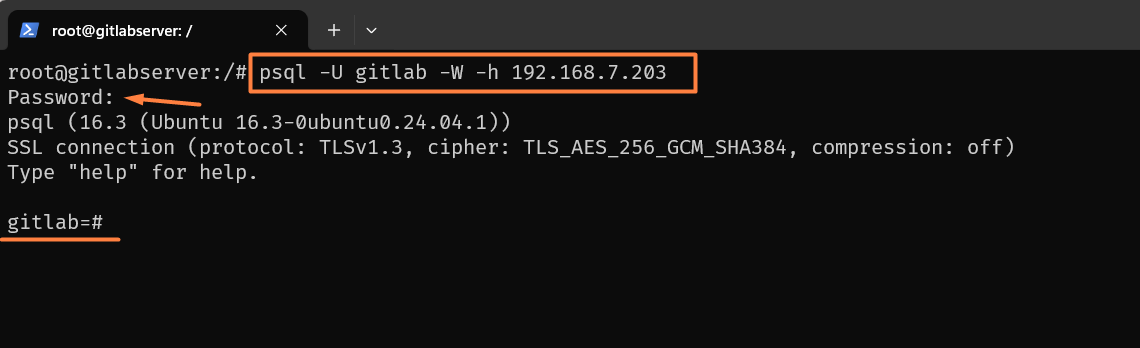 root@gitlabserver: /
root@gitlabserver:/# psql -U gitlab -W -h 192.168.7.203
Password:
psql (16.3 (Ubuntu 16.3-0ubuntu0.24.04.1))
SSL connection (protocol: TLSv1.3, cipher: TLS_AES_256_GCM_SHA384, compression: off)
Type "help" for help.
gitlab=#